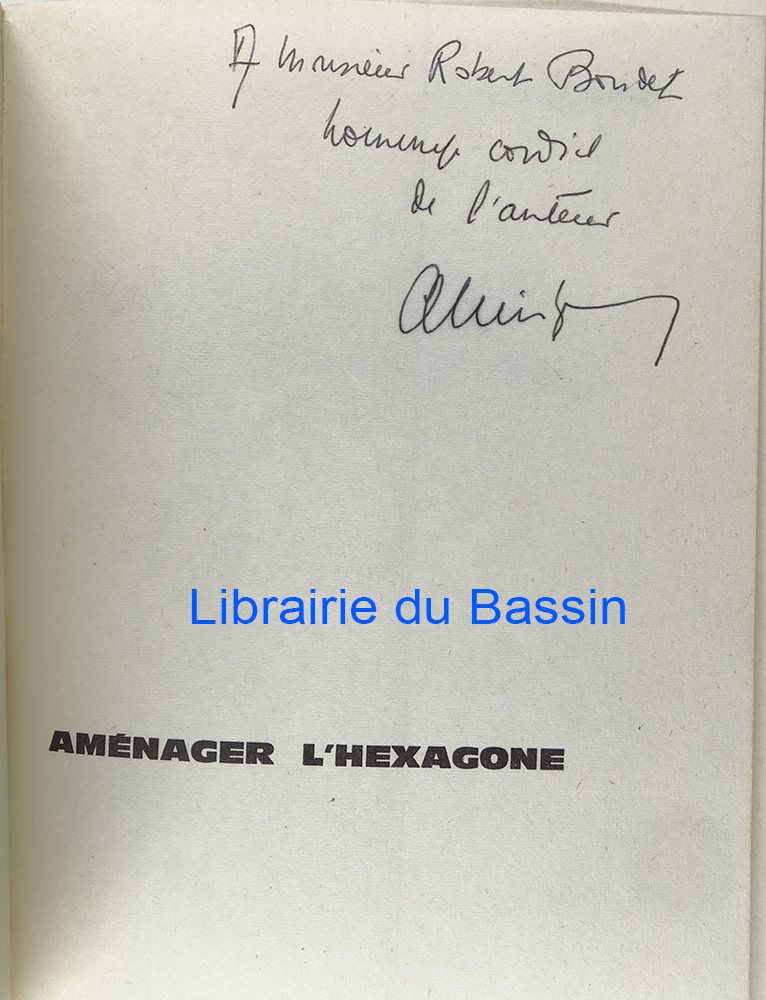 A Monsieur Robert Boudet
hommage cordial
de l'auteur
Librairie du Bassin
AMÉNAGER L'HEXAGONE